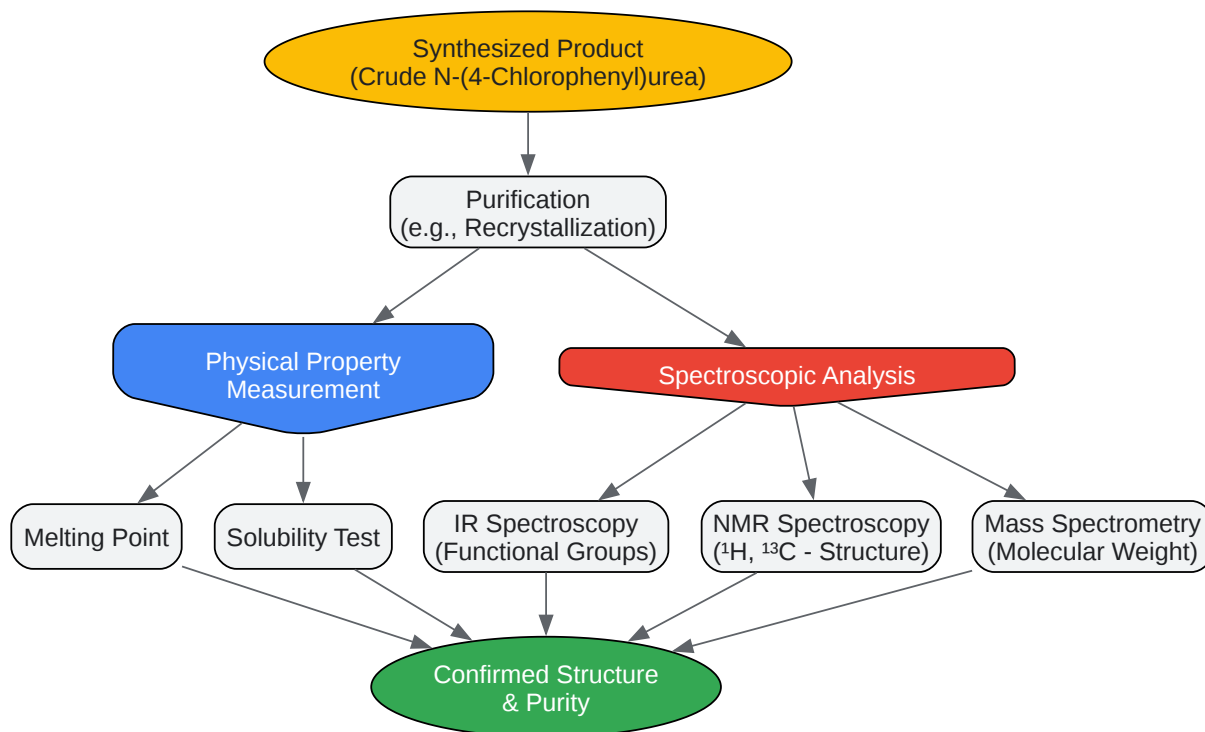 Synthesized Product
(Crude N-(4-Chlorophenyl)urea)
Purification
(e.g., Recrystallization)
Physical Property
Measurement
Spectroscopic Analysis
Melting Point
Solubility Test
IR Spectroscopy
(Functional Groups)
NMR Spectroscopy
(¹H, ¹³C - Structure)
Mass Spectrometry
(Molecular Weight)
Confirmed Structure
& Purity